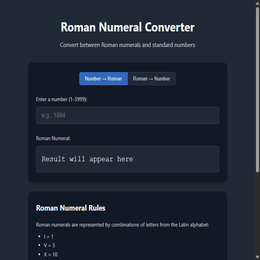 Roman Numeral Converter
Convert between Roman numerals and standard numbers
Number → Roman
Roman → Number
Enter a number (1-3999):
e.g., 1994
Roman Numeral:
Result will appear here
Roman Numeral Rules
Roman numerals are represented by combinations of letters from the Latin alphabet:
• I = 1
• V = 5
• X = 10